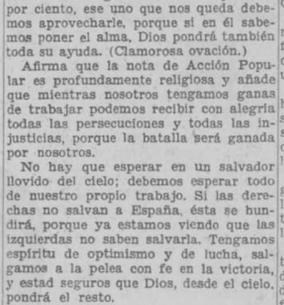 por ciento, ese uno que nos queda debe-
mos aprovecharle, porque si en él sabe-
mos poner el alma, Dios pondrá también
toda su ayuda. (Clamorosa ovación.)
Afirma que la nota de Acción Popu-
lar es profundamente religiosa y añade
que mientras nosotros tengamos ganas
de trabajar podemos recibir con alegría
todas las persecuciones y todas las in-
justicias, porque la batalla será ganada
por nosotros.
No hay que esperar en un salvador
llovido del cielo; debemos esperar todo
de nuestro propio trabajo. Si las dere-
chas no salvan a España, ésta se hun-
dirá, porque ya estamos viendo que las
izquierdas no saben salvarla. Tengamos
espíritu de optimismo y de lucha, sal-
gamos a la pelea con fe en la victoria,
y estad seguros que Dios, desde el cielo,
pondrá el resto.